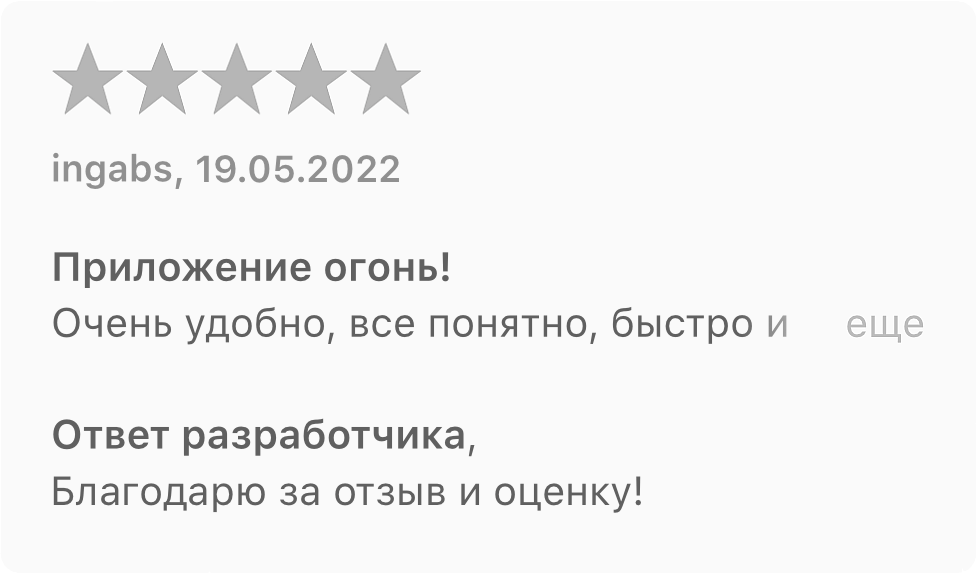 ingabs, 19.05.2022
Приложение огонь!
Очень удобно, все понятно, быстро и еще
Ответ разработчика,
Благодарю за отзыв и оценку!